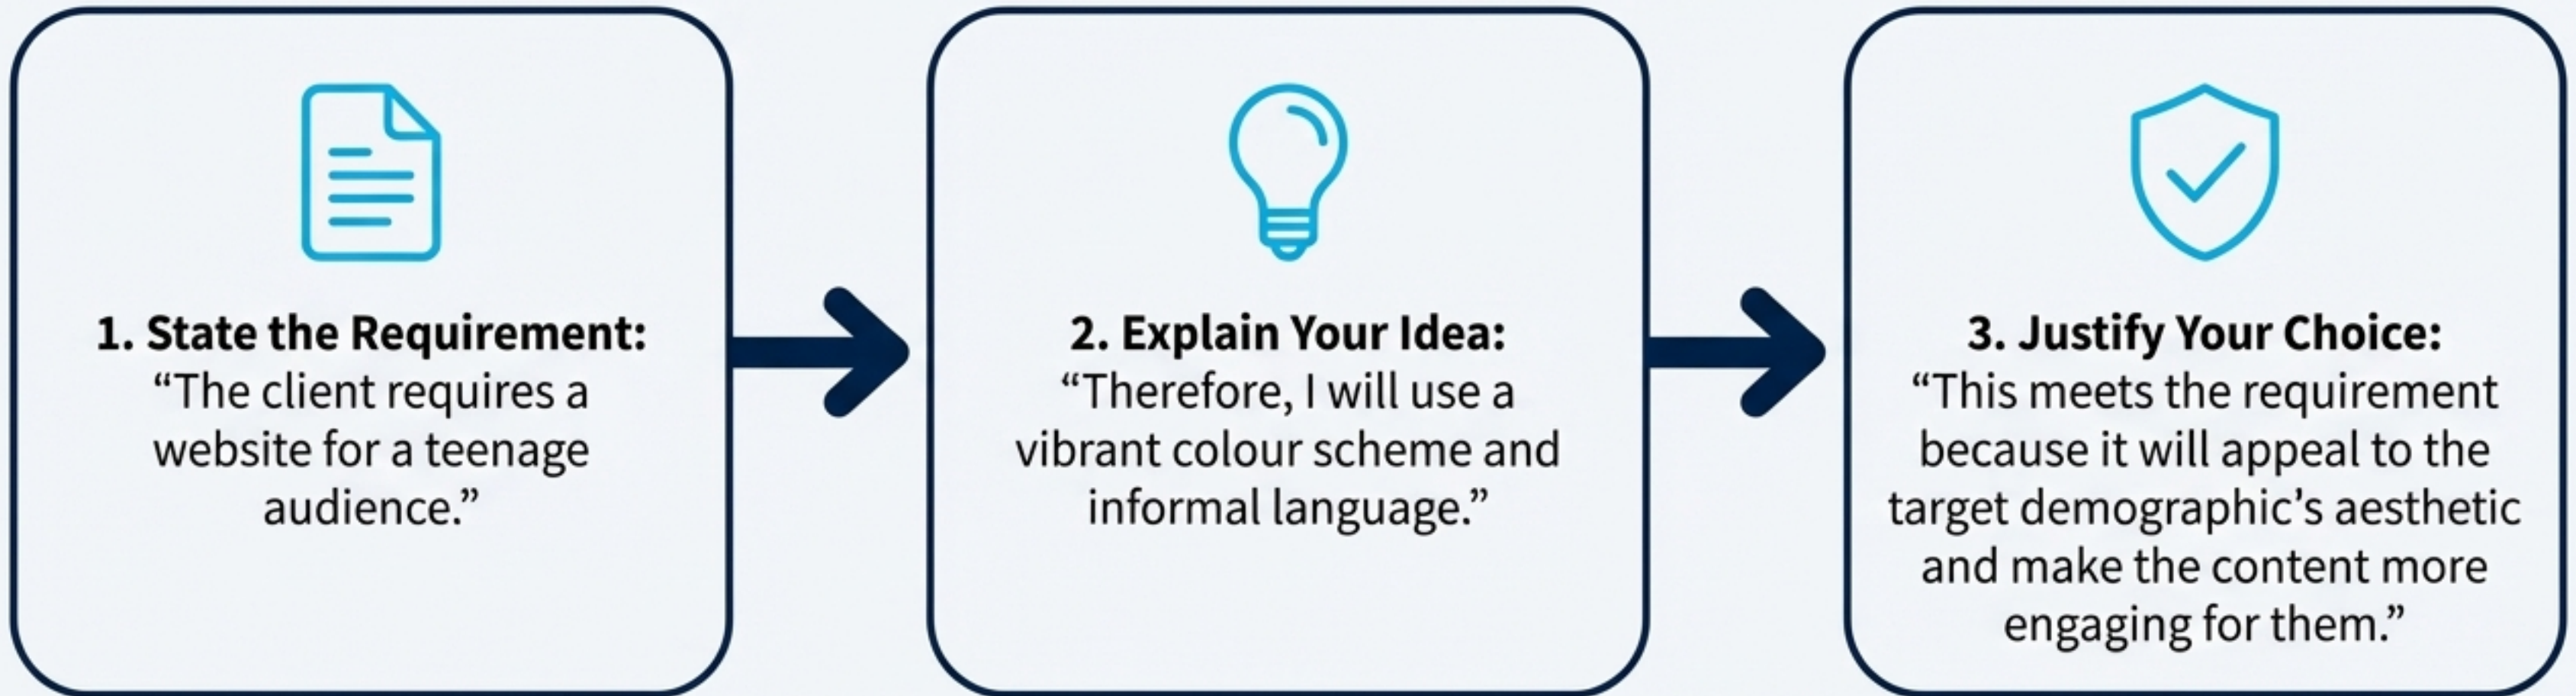 1. State the Requirement:
“The client requires a
website for a teenage
audience.”
2. Explain Your Idea:
“Therefore, I will use a
vibrant colour scheme and
informal language.”
3. Justify Your Choice:
“This meets the requirement
because it will appeal to the
target demographic’s aesthetic
and make the content more
engaging for them.”